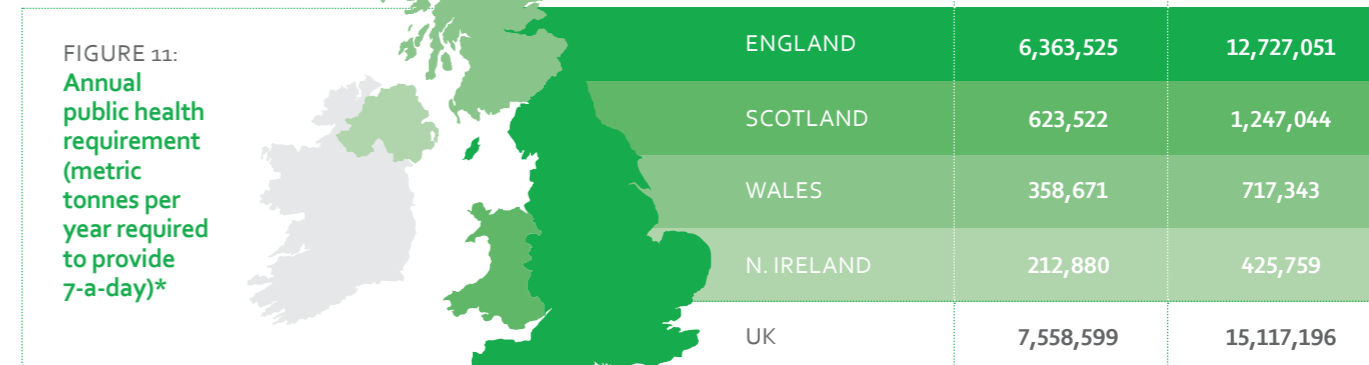 FIGURE 11:
Annual
public health
requirement
(metric
tonnes per
year required
to provide
7-a-day)*
ENGLAND 6,363,525 12,727,051
SCOTLAND 623,522 1,247,044
WALES 358,671 717,343
N. IRELAND 212,880 425,759
UK 7,558,599 15,117,196